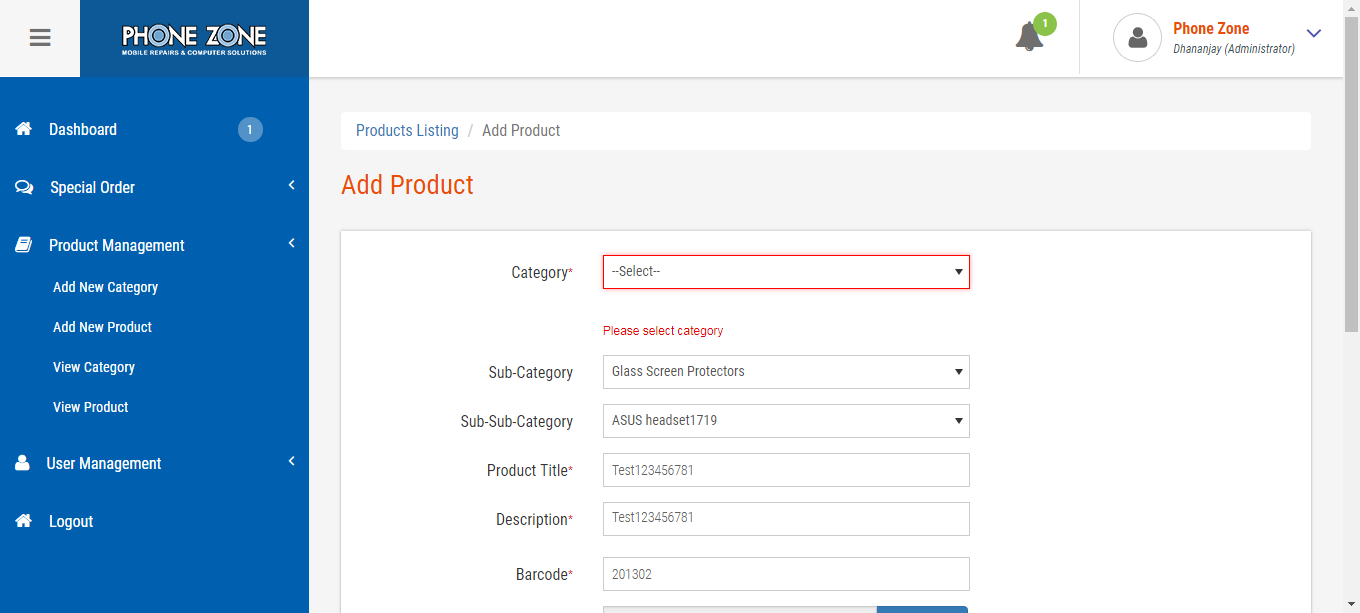 PHONE ZONE
MOBILE REPAIRS & COMPUTER SOLUTIONS
1
Phone Zone
Dhananjay (Administrator)
Dashboard 1
Special Order
Product Management
Add New Category
Add New Product
View Category
View Product
User Management
Logout
Products Listing / Add Product
Add Product
Category* --Select--
Please select category
Sub-Category Glass Screen Protectors
Sub-Sub-Category ASUS headset1719
Product Title* Test123456781
Description* Test123456781
Barcode* 201302